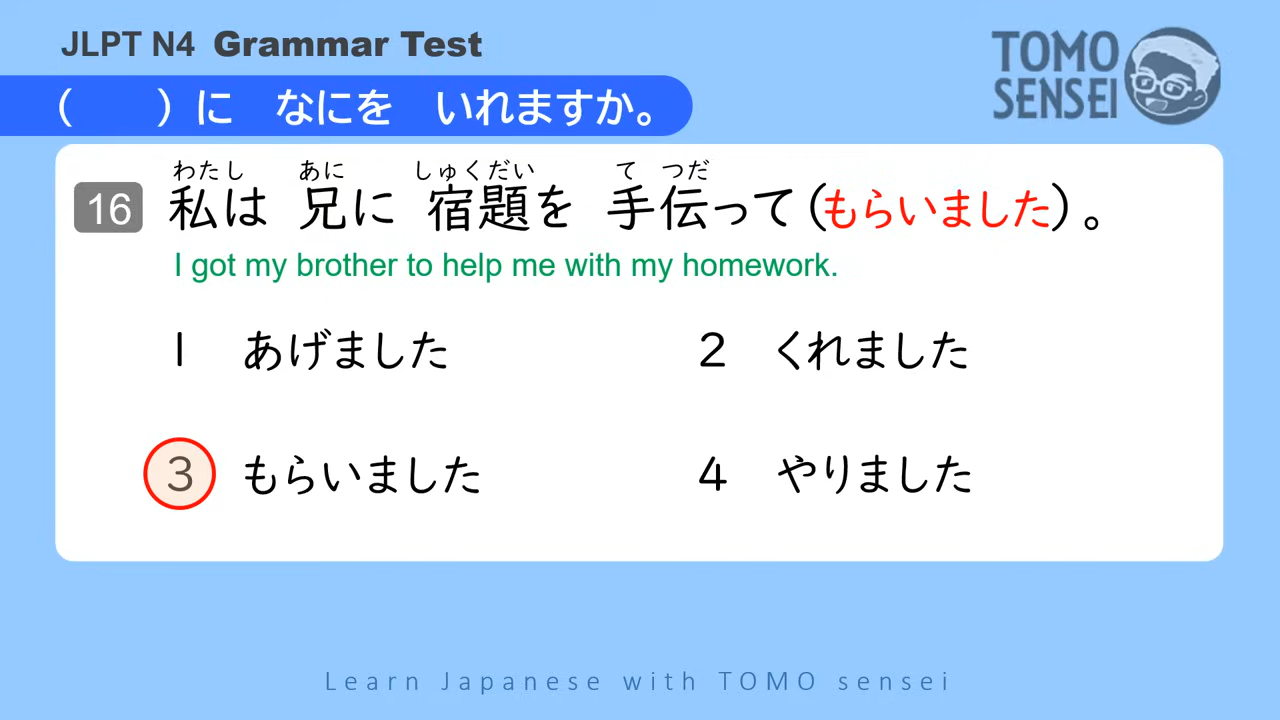 JLPT N4 Grammar Test
TOMO
SENSEI
（　　）に　なにを　いれますか。
わたし　あに　しゅくだい　て　つだ
16 私は　兄に　宿題を　手伝って（もらいました）。
I got my brother to help me with my homework.
1　あげました　2　くれました
3　もらいました　4　やりました
Learn Japanese with TOMO sensei